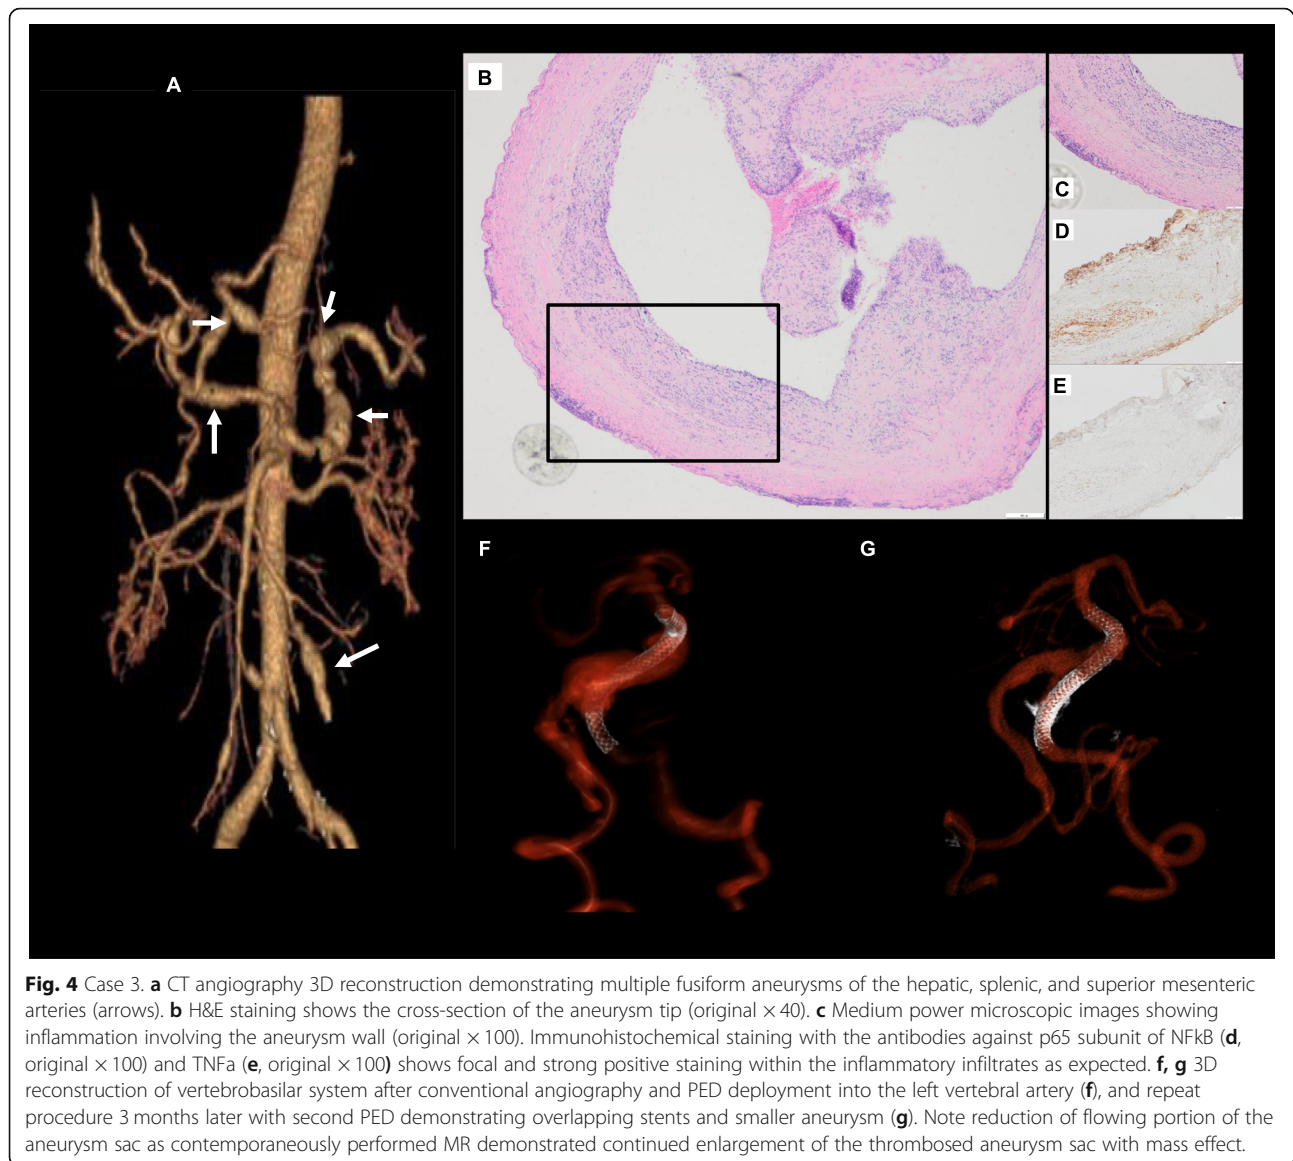 A
B
C
D
E
F
G
Fig. 4 Case 3. a CT angiography 3D reconstruction demonstrating multiple fusiform aneurysms of the hepatic, splenic, and superior mesenteric
arteries (arrows). b H&E staining shows the cross-section of the aneurysm tip (original × 40). c Medium power microscopic images showing
inflammation involving the aneurysm wall (original × 100). Immunohistochemical staining with the antibodies against p65 subunit of NFkB (d,
original × 100) and TNFa (e, original × 100) shows focal and strong positive staining within the inflammatory infiltrates as expected. f, g 3D
reconstruction of vertebrobasilar system after conventional angiography and PED deployment into the left vertebral artery (f), and repeat
procedure 3 months later with second PED demonstrating overlapping stents and smaller aneurysm (g). Note reduction of flowing portion of the
aneurysm sac as contemporaneously performed MR demonstrated continued enlargement of the thrombosed aneurysm sac with mass effect.